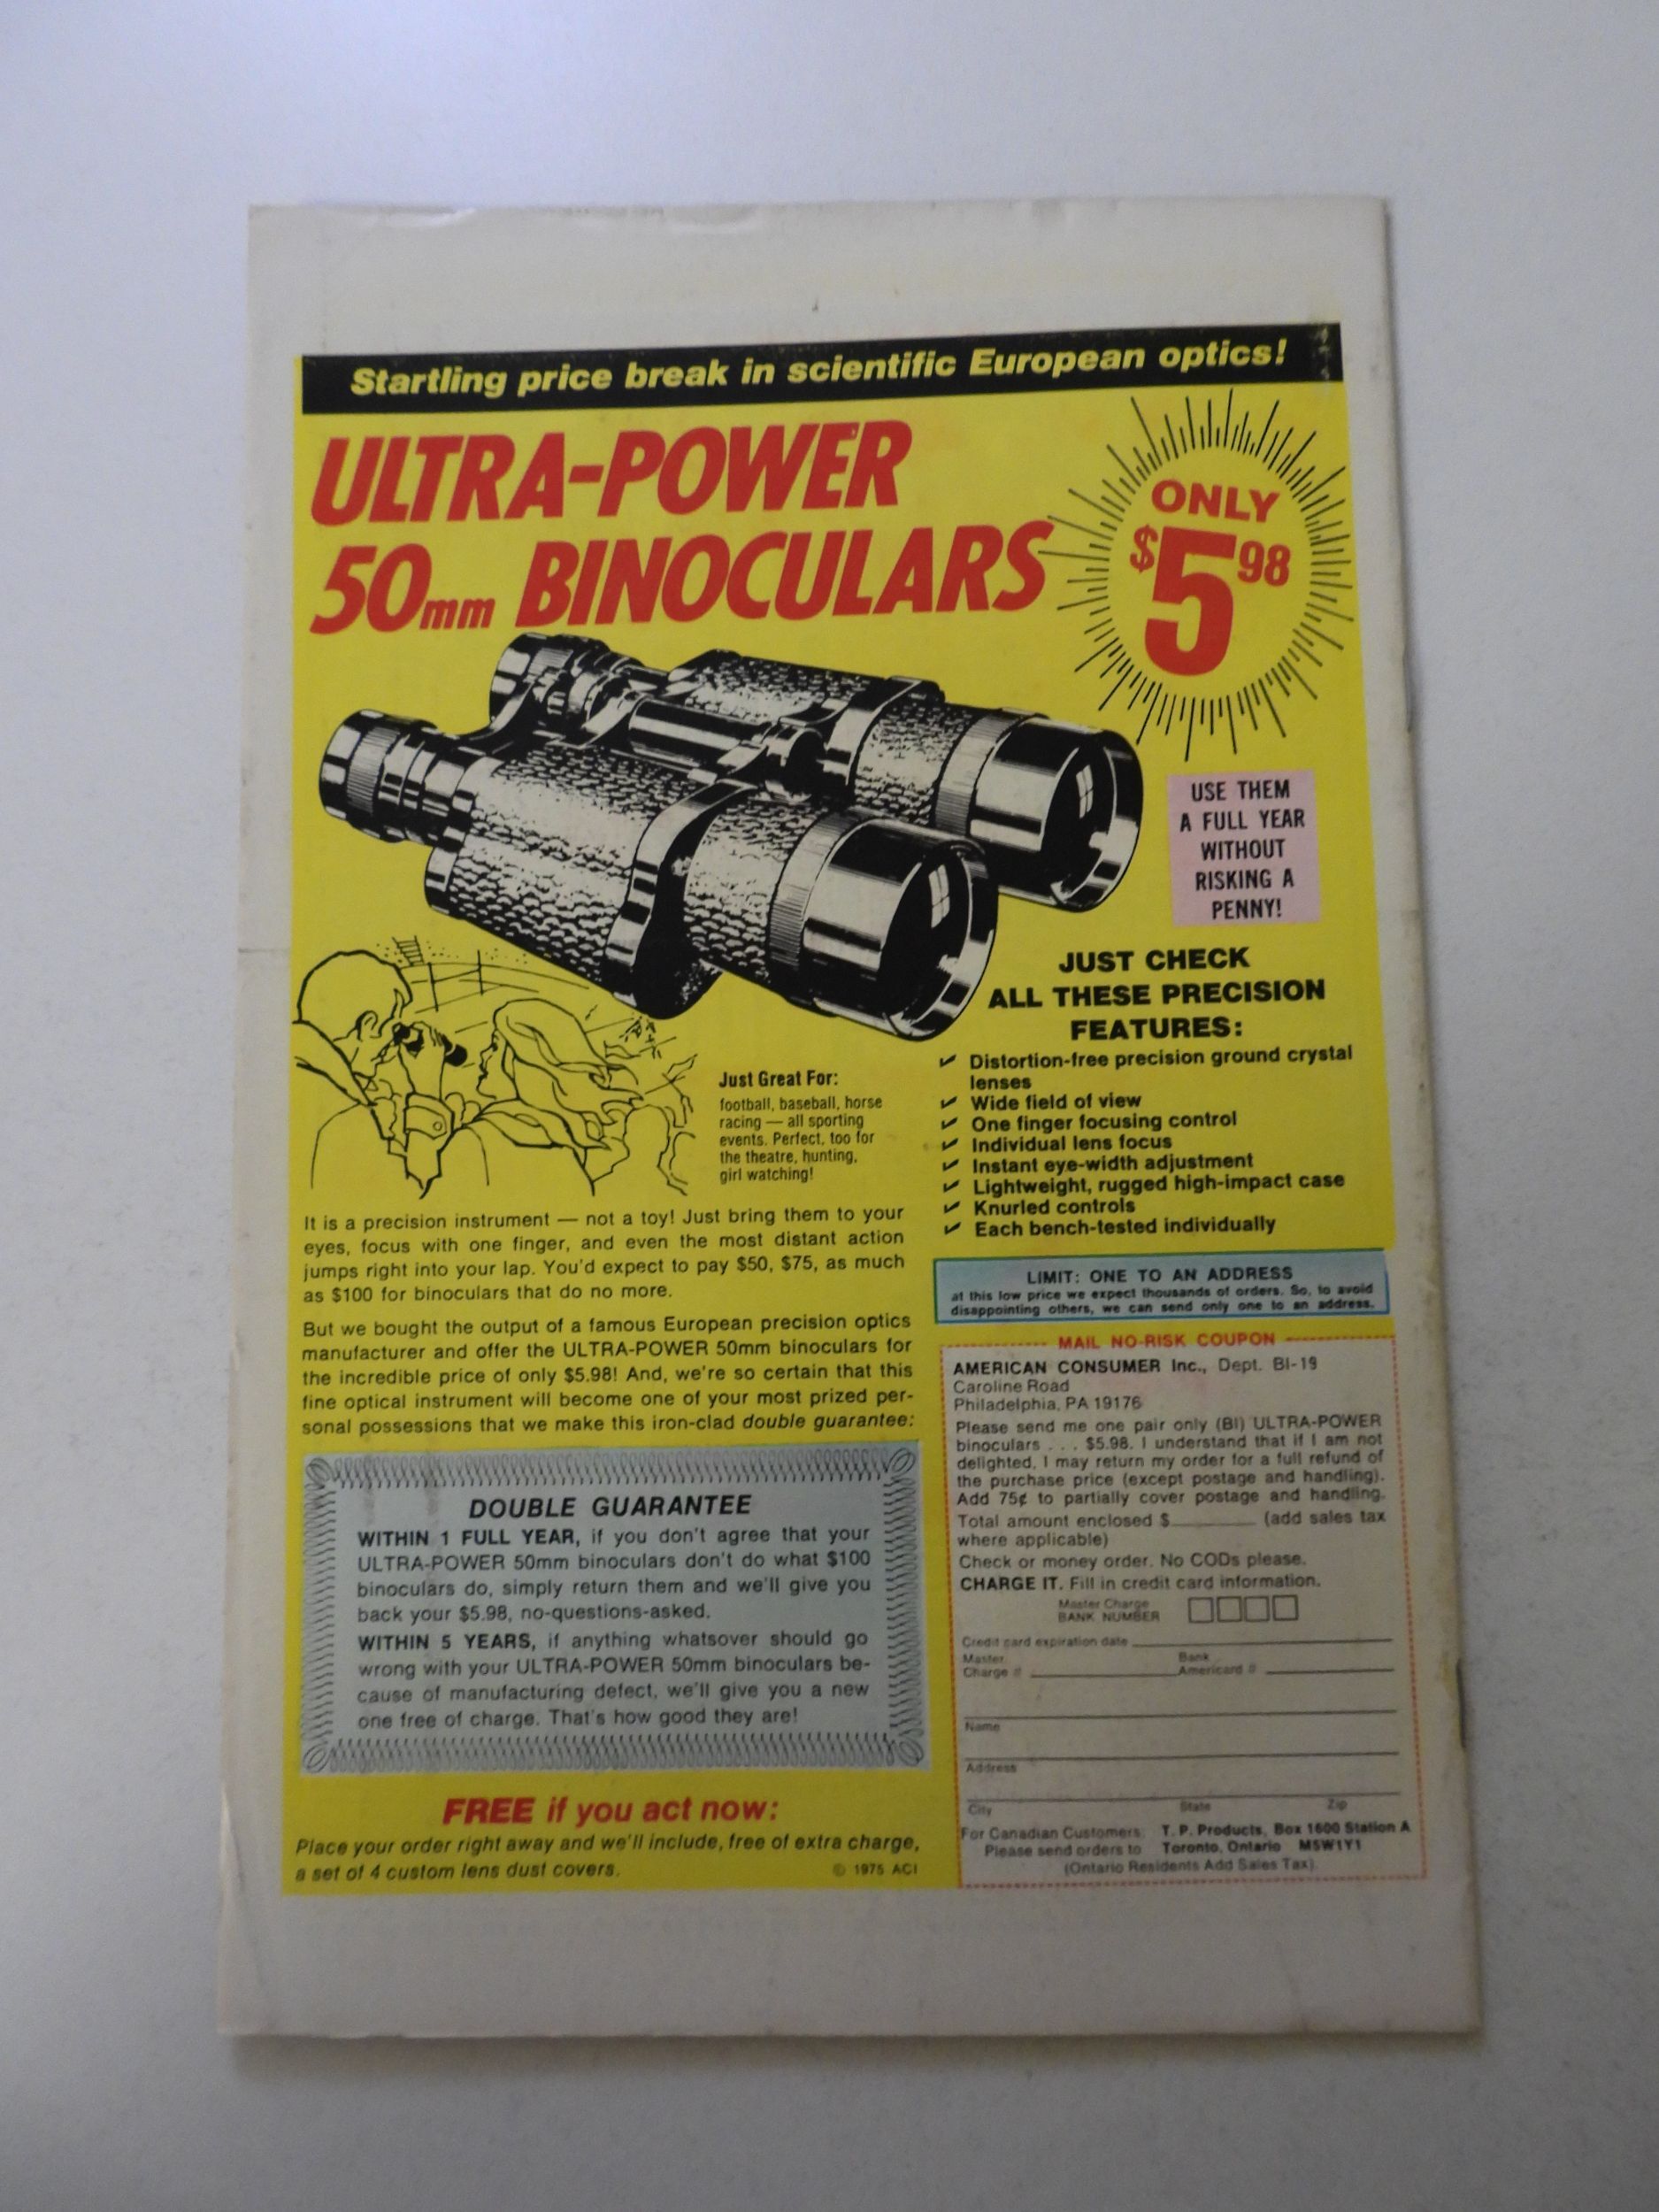 Startling price break in scientific European optics!
ULTRA-POWER
50mm BINOCULARS
ONLY
$5 98
USE THEM
A FULL YEAR
WITHOUT
RISKING A
PENNY!
JUST CHECK
ALL THESE PRECISION
FEATURES:
✔ Distortion-free precision ground crystal
lenses
✔ Wide field of view
✔ One finger focusing control
✔ Individual lens focus
✔ Instant eye-width adjustment
✔ Lightweight, rugged high-impact case
✔ Knurled controls
✔ Each bench-tested individually
Just Great For:
football, baseball, horse
racing — all sporting
events. Perfect, too for
the theatre, hunting,
girl watching!
It is a precision instrument — not a toy! Just bring them to your
eyes, focus with one finger, and even the most distant action
jumps right into your lap. You'd expect to pay $50, $75, as much
as $100 for binoculars that do no more.
But we bought the output of a famous European precision optics
manufacturer and offer the ULTRA-POWER 50mm binoculars for
the incredible price of only $5.98! And, we're so certain that this
fine optical instrument will become one of your most prized per-
sonal possessions that we make this iron-clad double guarantee:
DOUBLE GUARANTEE
WITHIN 1 FULL YEAR, if you don't agree that your
ULTRA-POWER 50mm binoculars don't do what $100
binoculars do, simply return them and we'll give you
back your $5.98, no-questions-asked.
WITHIN 5 YEARS, if anything whatsover should go
wrong with your ULTRA-POWER 50mm binoculars be-
cause of manufacturing defect, we'll give you a new
one free of charge. That's how good they are!
FREE if you act now:
Place your order right away and we'll include, free of extra charge,
a set of 4 custom lens dust covers.
© 1975 ACI
LIMIT: ONE TO AN ADDRESS
at this low price we expect thousands of orders. So, to avoid
disappointing others, we can send only one to an address.
MAIL NO-RISK COUPON
AMERICAN CONSUMER Inc., Dept. BI-19
Caroline Road
Philadelphia, PA 19176
Please send me one pair only (BI) ULTRA-POWER
binoculars . . . $5.98. I understand that if I am not
delighted, I may return my order for a full refund of
the purchase price (except postage and handling).
Add 75¢ to partially cover postage and handling.
Total amount enclosed $________ (add sales tax
where applicable)
Check or money order. No CODs please.
CHARGE IT. Fill in credit card information.
Master Charge
BANK NUMBER
Credit card expiration date
Master Bank
Charge # Americard #
Name
Address
City State Zip
For Canadian Customers: T. P. Products, Box 1600 Station A
Please send orders to Toronto, Ontario M5W1Y1
(Ontario Residents Add Sales Tax)